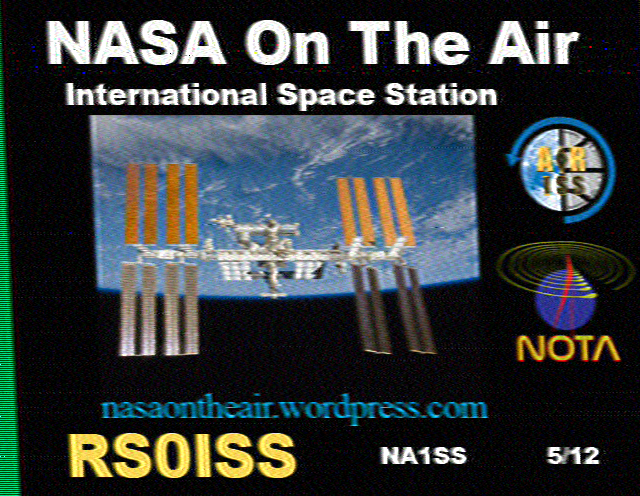 NASA On The Air
International Space Station
ARISS
NOTA
nasaontheair.wordpress.com
RS0ISS NA1SS 5/12